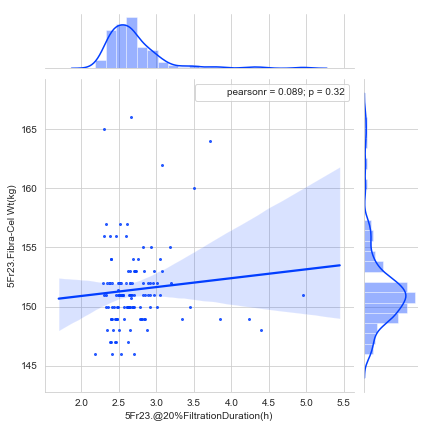 pearsonr = 0.089; p = 0.32
165
160
155
150
145
5Fr23.Fibra-Cel Wt(kg)
2.0 2.5 3.0 3.5 4.0 4.5 5.0 5.5
5Fr23.@20%FiltrationDuration(h)